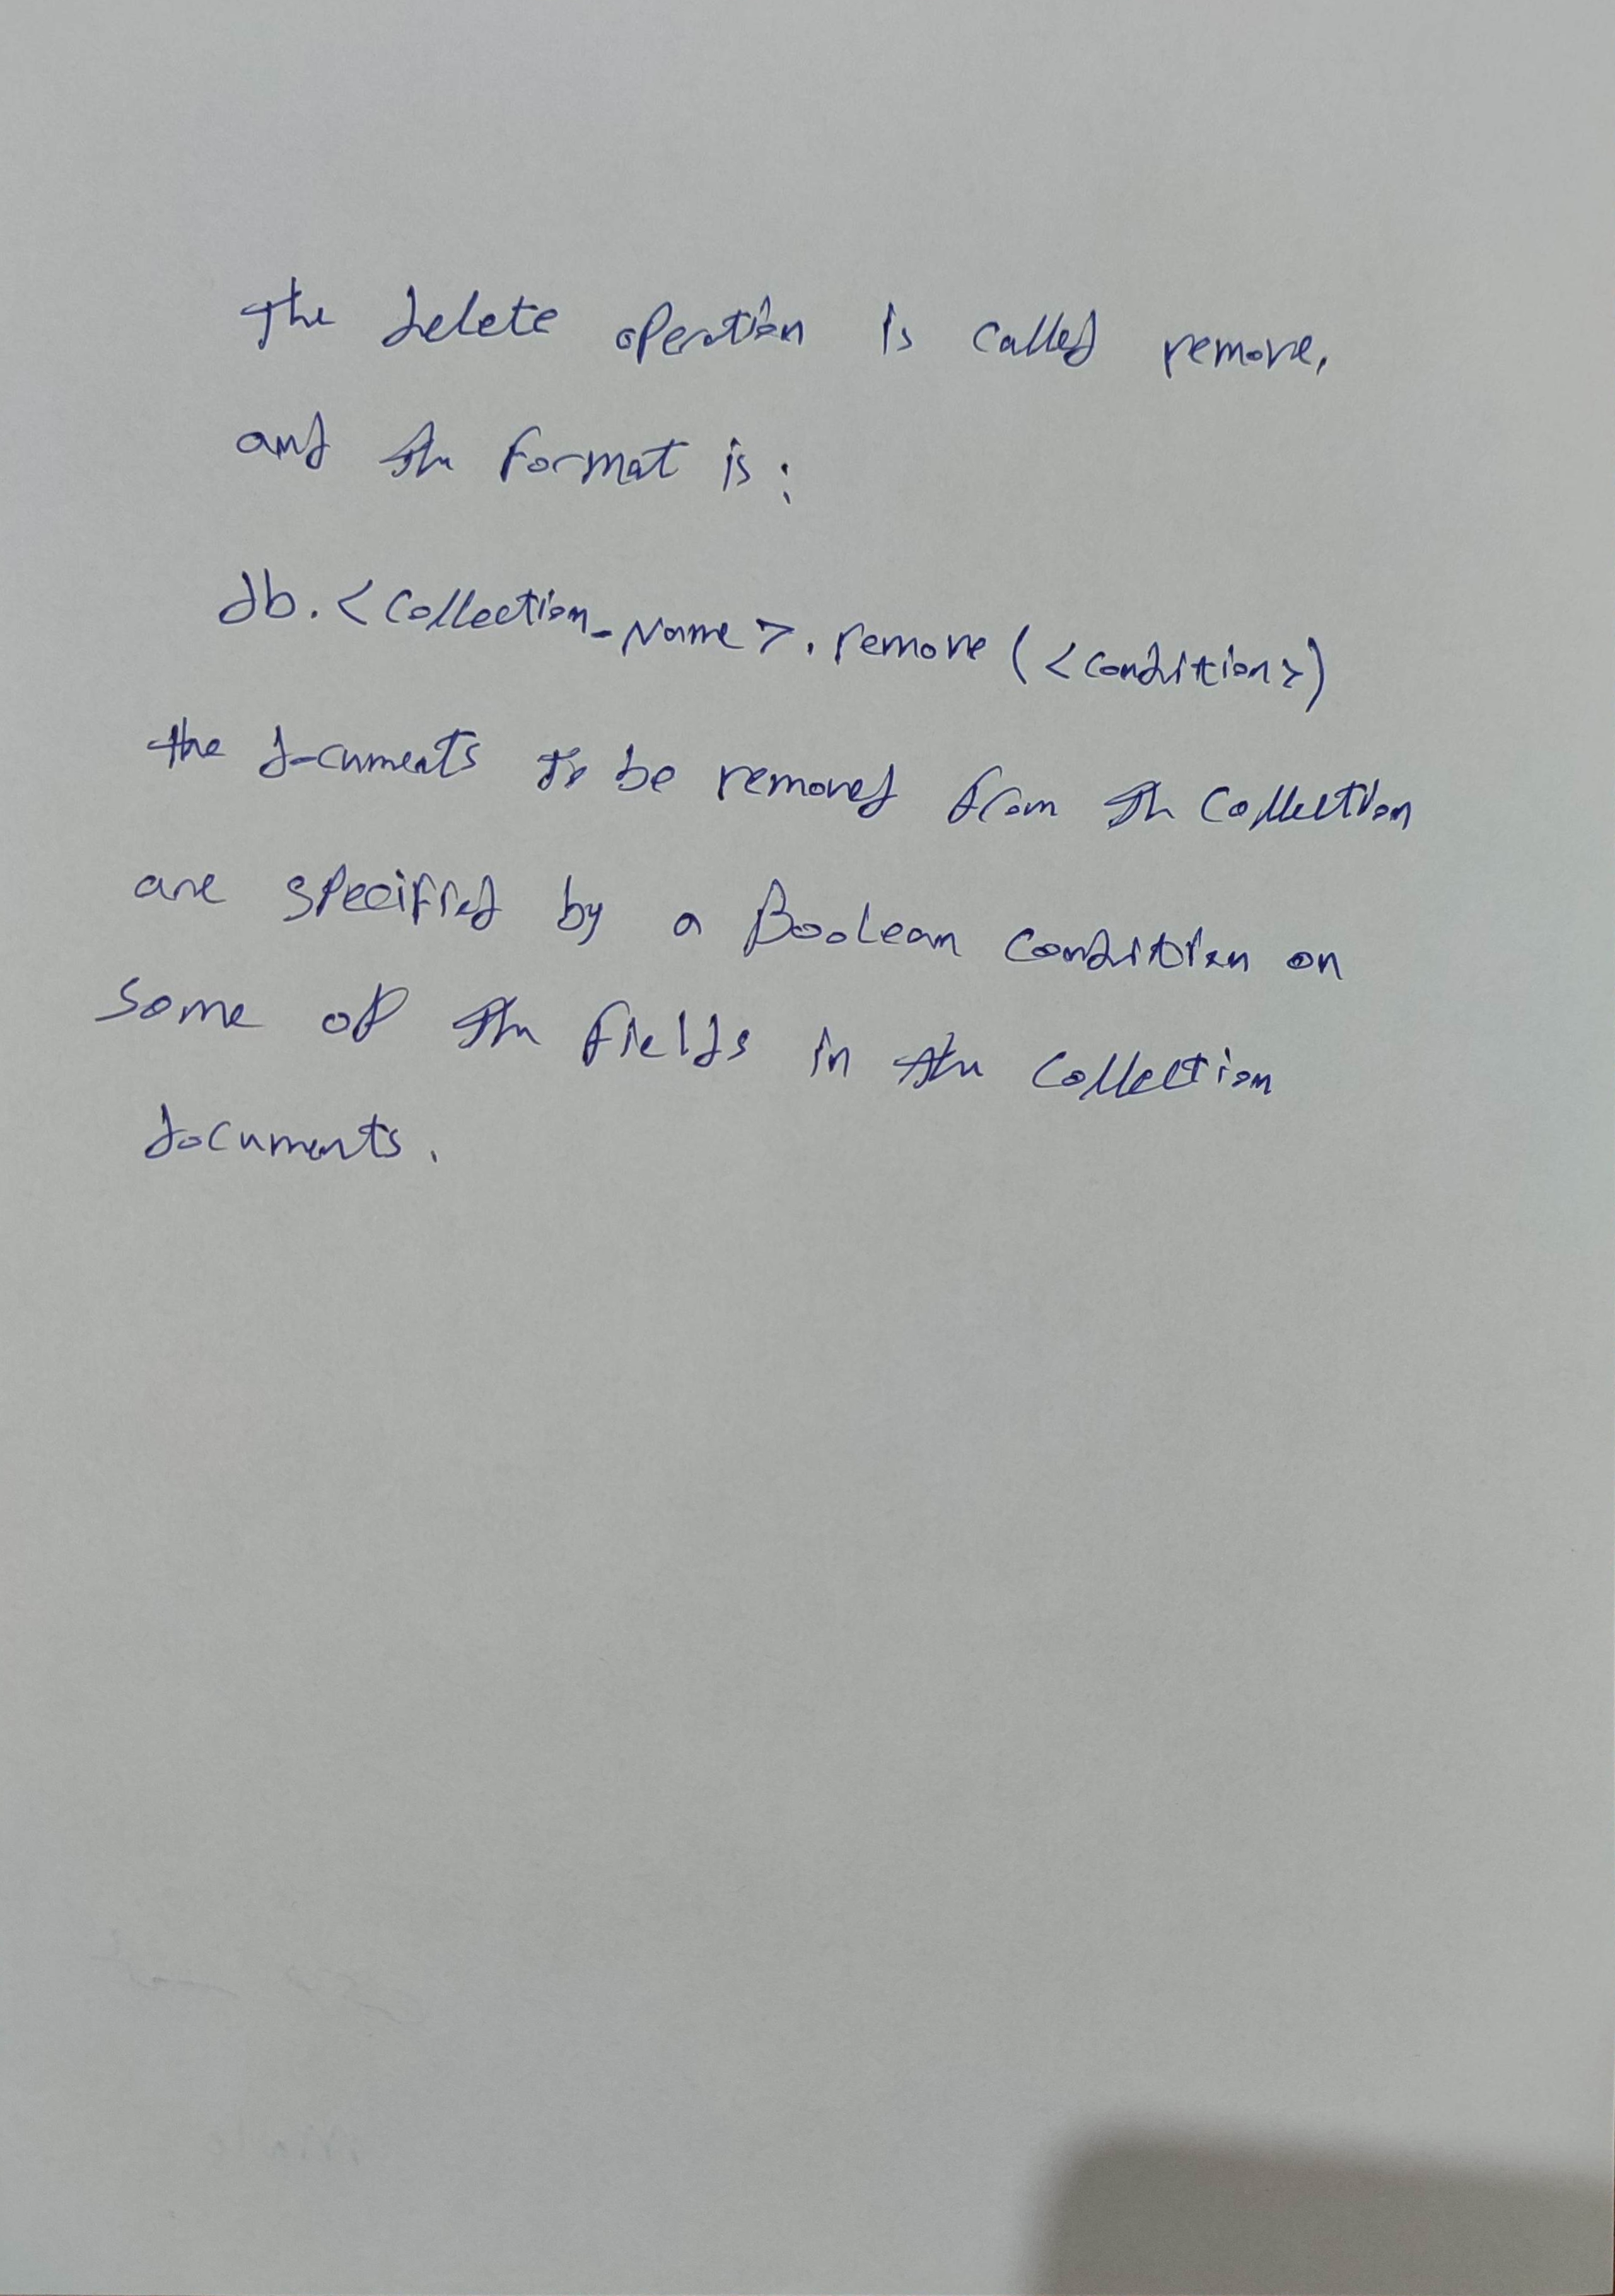 The delete operation is called remove,
and the format is:
db.<collection_name>.remove(<condition>)
the documents to be removed from the collection
are specified by a Boolean condition on
some of the fields in the collection
documents.